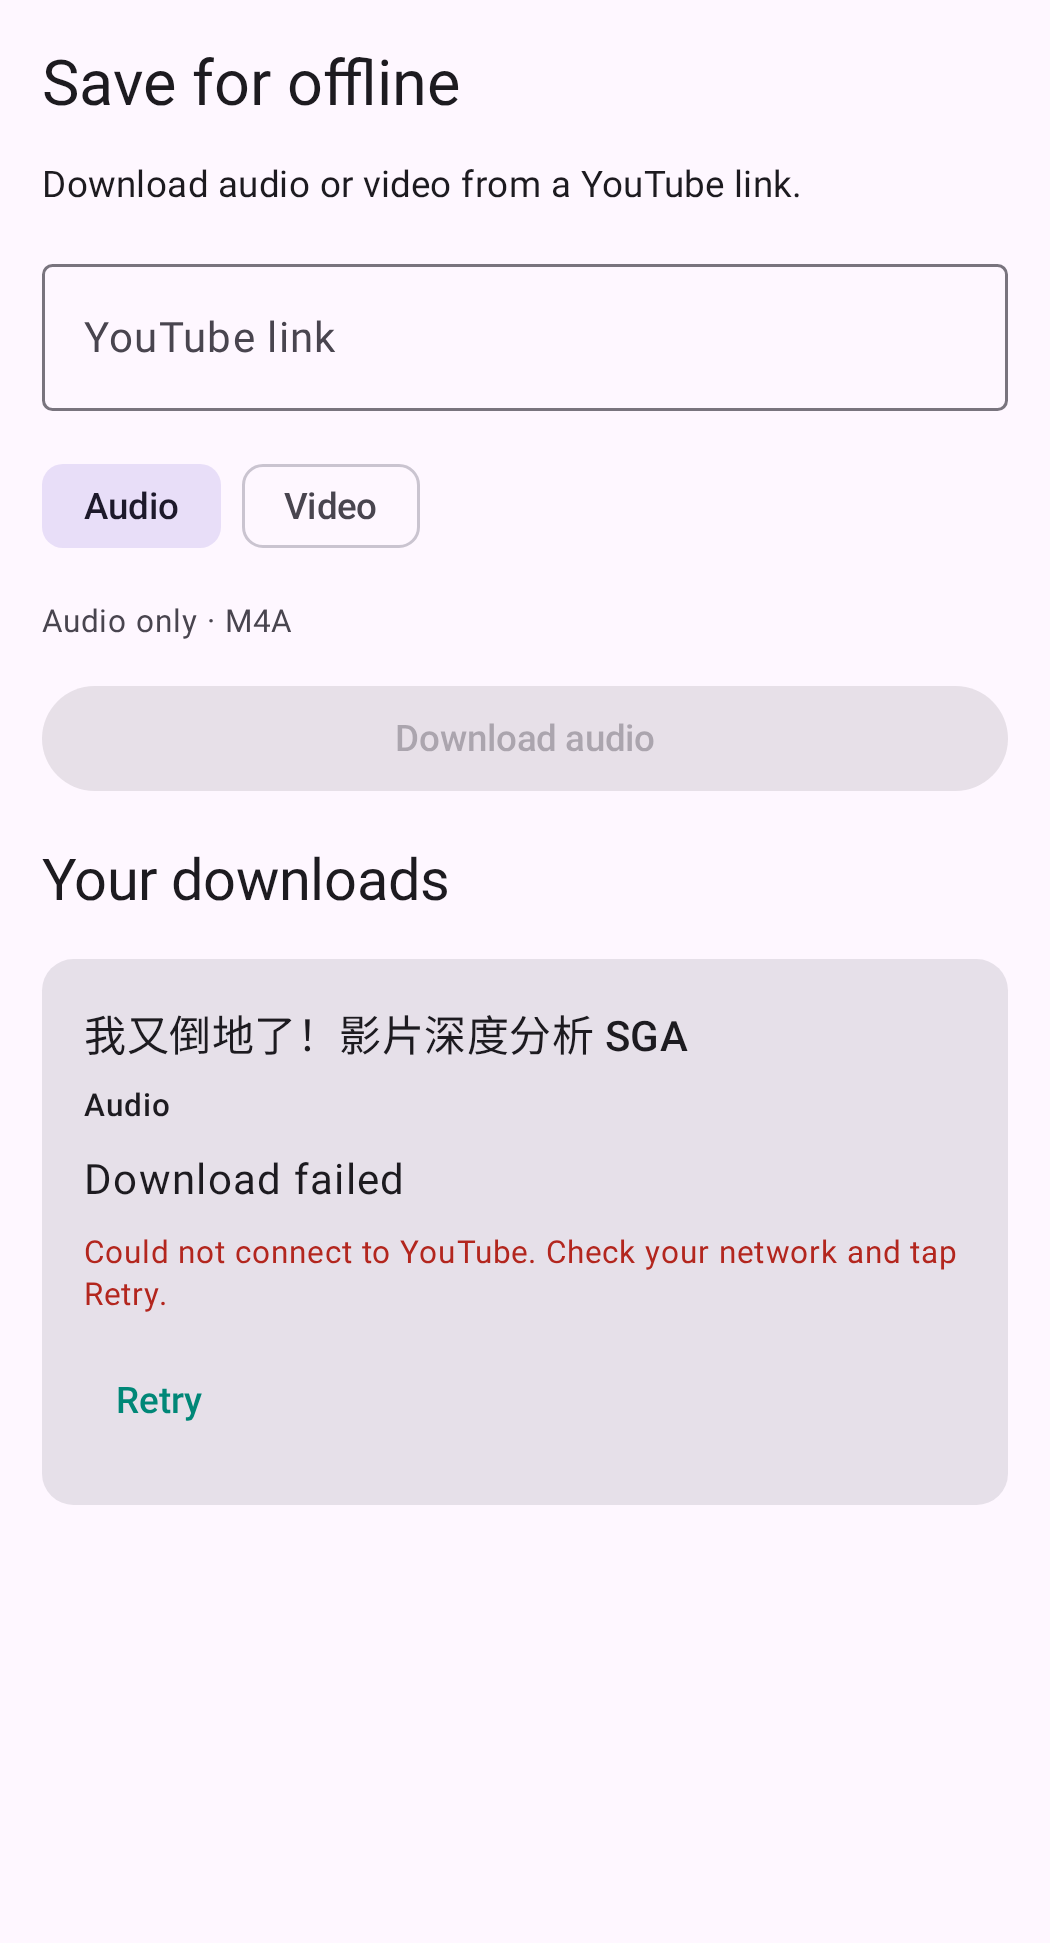 Save for offline
Download audio or video from a YouTube link.
YouTube link
Audio
Video
Audio only · M4A
Download audio
Your downloads
我又倒地了！影片深度分析 SGA
Audio
Download failed
Could not connect to YouTube. Check your network and tap
Retry.
Retry